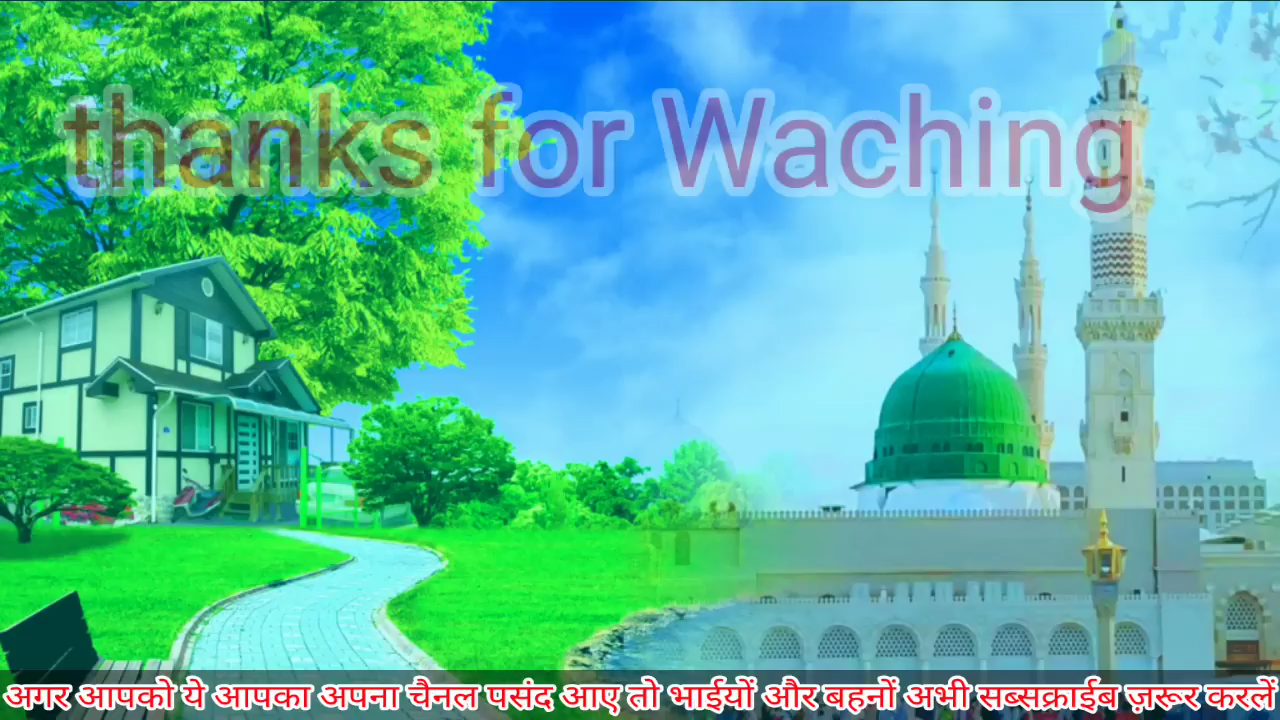 thanks for Waching
अगर आपको ये आपका अपना चैनल पसंद आए तो भाईयों और बहनों अभी सब्सक्राईब ज़रूर करलें